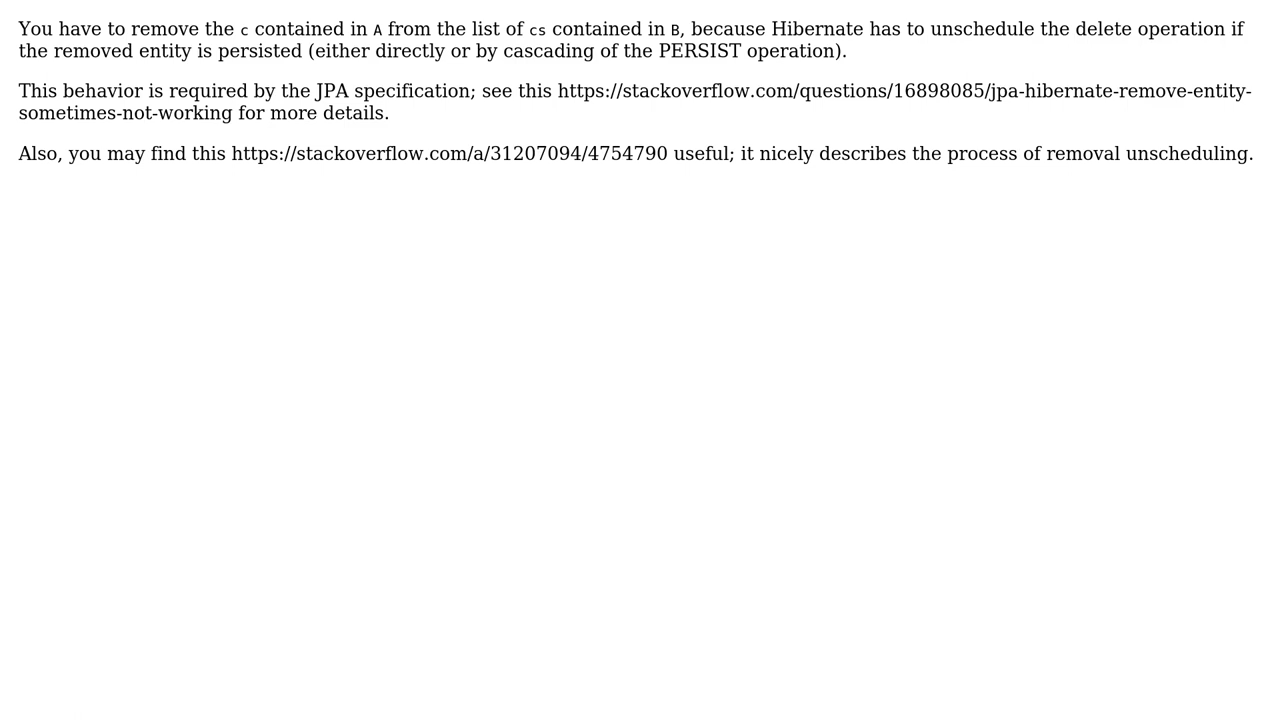 You have to remove the c contained in A from the list of cs contained in B, because Hibernate has to unschedule the delete operation if
the removed entity is persisted (either directly or by cascading of the PERSIST operation).
This behavior is required by the JPA specification; see this https://stackoverflow.com/questions/16898085/jpa-hibernate-remove-entity-
sometimes-not-working for more details.
Also, you may find this https://stackoverflow.com/a/31207094/4754790 useful; it nicely describes the process of removal unscheduling.